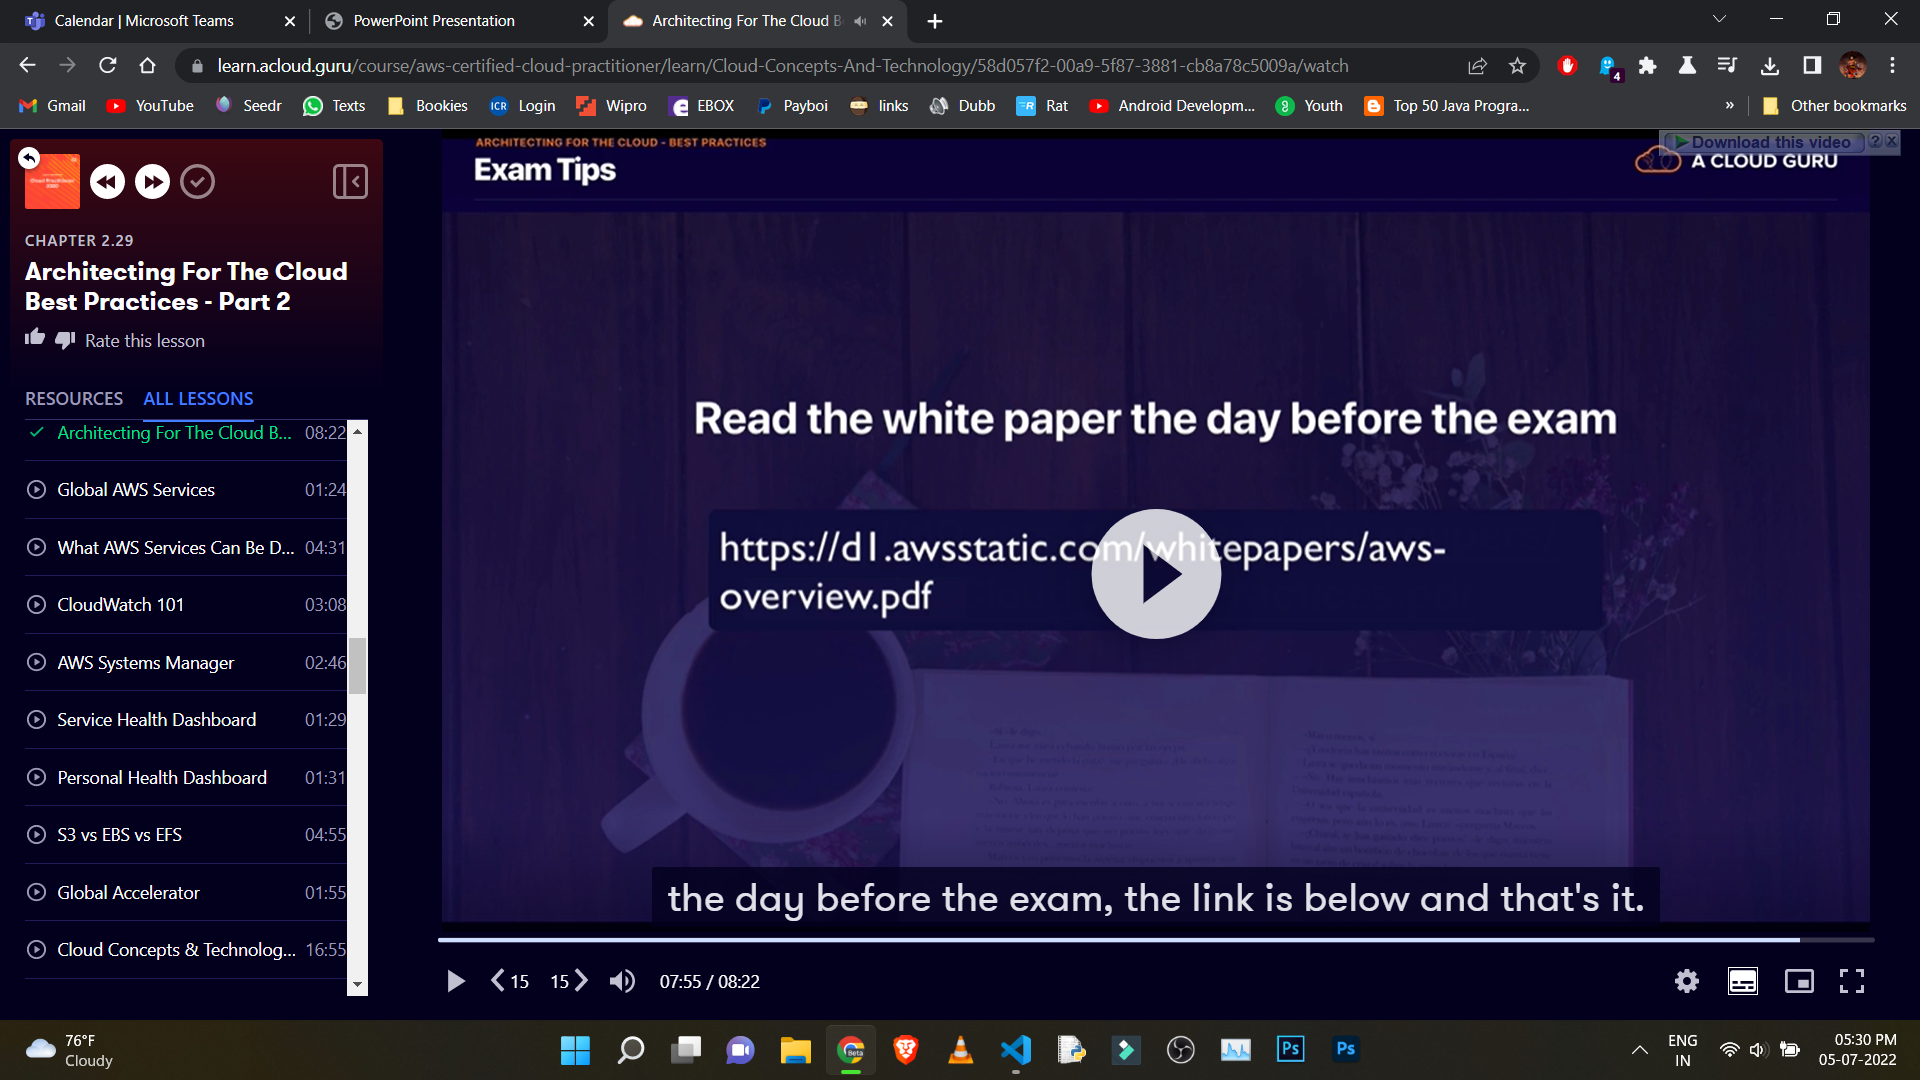 Calendar | Microsoft Teams
PowerPoint Presentation
Architecting For The Cloud B
learn.acloud.guru/course/aws-certified-cloud-practitioner/learn/Cloud-Concepts-And-Technology/58d057f2-00a9-5f87-3881-cb8a78c5009a/watch
4
Gmail
YouTube
Seedr
Texts
Bookies
ICR Login
Wipro
EBOX
Payboi
links
Dubb
Rat
Android Developm...
Youth
Top 50 Java Progra...
»
Other bookmarks
CHAPTER 2.29
Architecting For The Cloud
Best Practices - Part 2
Rate this lesson
RESOURCES
ALL LESSONS
Architecting For The Cloud B... 08:22
Global AWS Services 01:24
What AWS Services Can Be D... 04:31
CloudWatch 101 03:08
AWS Systems Manager 02:46
Service Health Dashboard 01:29
Personal Health Dashboard 01:31
S3 vs EBS vs EFS 04:55
Global Accelerator 01:55
Cloud Concepts & Technolog... 16:55
ARCHITECTING FOR THE CLOUD - BEST PRACTICES
Exam Tips
Download this video ? X
A CLOUD GURU
Read the white paper the day before the exam
https://d1.awsstatic.com/whitepapers/aws-
overview.pdf
the day before the exam, the link is below and that's it.
15
15
07:55 / 08:22
76°F
Cloudy
Beta
Ps
Ps
ENG
IN
05:30 PM
05-07-2022